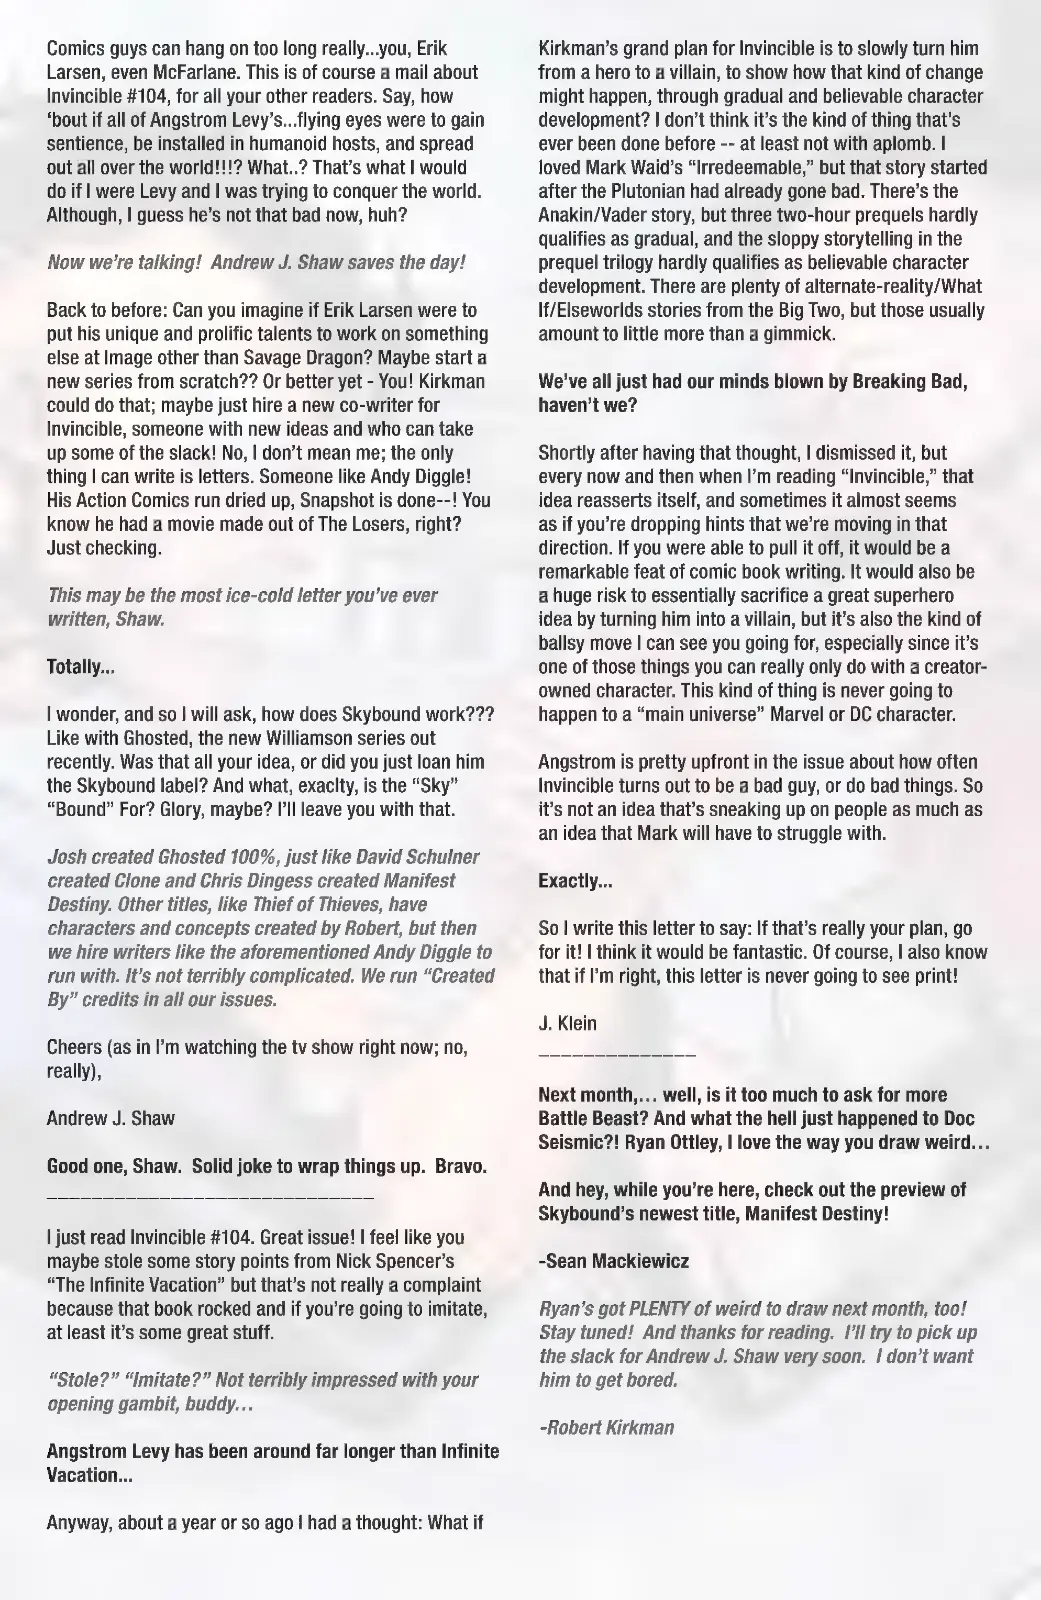 Comics guys can hang on too long really...you, Erik
Larsen, even McFarlane. This is of course a mail about
Invincible #104, for all your other readers. Say, how
‘bout if all of Angstrom Levy’s...flying eyes were to gain
sentience, be installed in humanoid hosts, and spread
out all over the world!!!? What..? That’s what I would
do if I were Levy and I was trying to conquer the world.
Although, I guess he’s not that bad now, huh?
Now we’re talking! Andrew J. Shaw saves the day!
Back to before: Can you imagine if Erik Larsen were to
put his unique and prolific talents to work on something
else at Image other than Savage Dragon? Maybe start a
new series from scratch?? Or better yet - You! Kirkman
could do that; maybe just hire a new co-writer for
Invincible, someone with new ideas and who can take
up some of the slack! No, I don’t mean me; the only
thing I can write is letters. Someone like Andy Diggle!
His Action Comics run dried up, Snapshot is done--! You
know he had a movie made out of The Losers, right?
Just checking.
This may be the most ice-cold letter you’ve ever
written, Shaw.
Totally...
I wonder, and so I will ask, how does Skybound work???
Like with Ghosted, the new Williamson series out
recently. Was that all your idea, or did you just loan him
the Skybound label? And what, exaclty, is the “Sky”
“Bound” For? Glory, maybe? I’ll leave you with that.
Josh created Ghosted 100%, just like David Schulner
created Clone and Chris Dingess created Manifest
Destiny. Other titles, like Thief of Thieves, have
characters and concepts created by Robert, but then
we hire writers like the aforementioned Andy Diggle to
run with. It’s not terribly complicated. We run “Created
By” credits in all our issues.
Cheers (as in I’m watching the tv show right now; no,
really),
Andrew J. Shaw
Good one, Shaw. Solid joke to wrap things up. Bravo.
______________________________
I just read Invincible #104. Great issue! I feel like you
maybe stole some story points from Nick Spencer’s
“The Infinite Vacation” but that’s not really a complaint
because that book rocked and if you’re going to imitate,
at least it’s some great stuff.
“Stole?” “Imitate?” Not terribly impressed with your
opening gambit, buddy…
Angstrom Levy has been around far longer than Infinite
Vacation...
Anyway, about a year or so ago I had a thought: What if
Kirkman’s grand plan for Invincible is to slowly turn him
from a hero to a villain, to show how that kind of change
might happen, through gradual and believable character
development? I don’t think it’s the kind of thing that’s
ever been done before -- at least not with aplomb. I
loved Mark Waid’s “Irredeemable,” but that story started
after the Plutonian had already gone bad. There’s the
Anakin/Vader story, but three two-hour prequels hardly
qualifies as gradual, and the sloppy storytelling in the
prequel trilogy hardly qualifies as believable character
development. There are plenty of alternate-reality/What
If/Elseworlds stories from the Big Two, but those usually
amount to little more than a gimmick.
We’ve all just had our minds blown by Breaking Bad,
haven’t we?
Shortly after having that thought, I dismissed it, but
every now and then when I’m reading “Invincible,” that
idea reasserts itself, and sometimes it almost seems
as if you’re dropping hints that we’re moving in that
direction. If you were able to pull it off, it would be a
remarkable feat of comic book writing. It would also be
a huge risk to essentially sacrifice a great superhero
idea by turning him into a villain, but it’s also the kind of
ballsy move I can see you going for, especially since it’s
one of those things you can really only do with a creator-
owned character. This kind of thing is never going to
happen to a “main universe” Marvel or DC character.
Angstrom is pretty upfront in the issue about how often
Invincible turns out to be a bad guy, or do bad things. So
it’s not an idea that’s sneaking up on people as much as
an idea that Mark will have to struggle with.
Exactly...
So I write this letter to say: If that’s really your plan, go
for it! I think it would be fantastic. Of course, I also know
that if I’m right, this letter is never going to see print!
J. Klein
______________
Next month,… well, is it too much to ask for more
Battle Beast? And what the hell just happened to Doc
Seismic?! Ryan Ottley, I love the way you draw weird…
And hey, while you’re here, check out the preview of
Skybound’s newest title, Manifest Destiny!
-Sean Mackiewicz
Ryan’s got PLENTY of weird to draw next month, too!
Stay tuned! And thanks for reading. I’ll try to pick up
the slack for Andrew J. Shaw very soon. I don’t want
him to get bored.
-Robert Kirkman